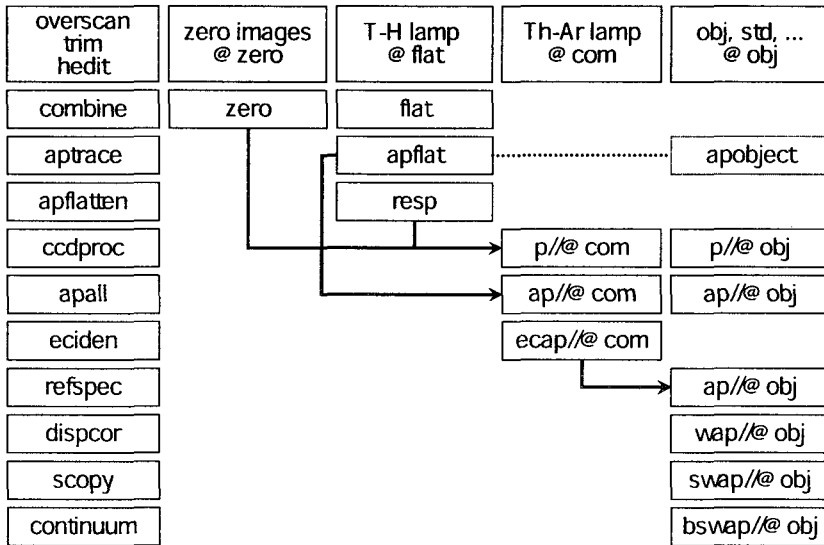 overscan
trim
hedit
zero images
@ zero
T-H lamp
@ flat
Th-Ar lamp
@ com
obj, std, ...
@ obj
combine
zero
flat
aptrace
apflat
apobject
apflatten
resp
ccdproc
p//@ com
p//@ obj
apall
ap//@ com
ap//@ obj
eciden
ecap//@ com
refspec
ap//@ obj
dispcor
wap//@ obj
scopy
swap//@ obj
continuum
bswap//@ obj